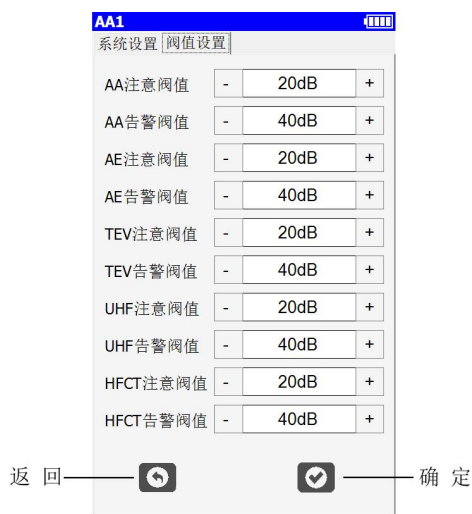 AA1
系统设置 阀值设置
AA注意阀值 - 20dB +
AA告警阀值 - 40dB +
AE注意阀值 - 20dB +
AE告警阀值 - 40dB +
TEV注意阀值 - 20dB +
TEV告警阀值 - 40dB +
UHF注意阀值 - 20dB +
UHF告警阀值 - 40dB +
HFCT注意阀值 - 20dB +
HFCT告警阀值 - 40dB +
返 回 确 定